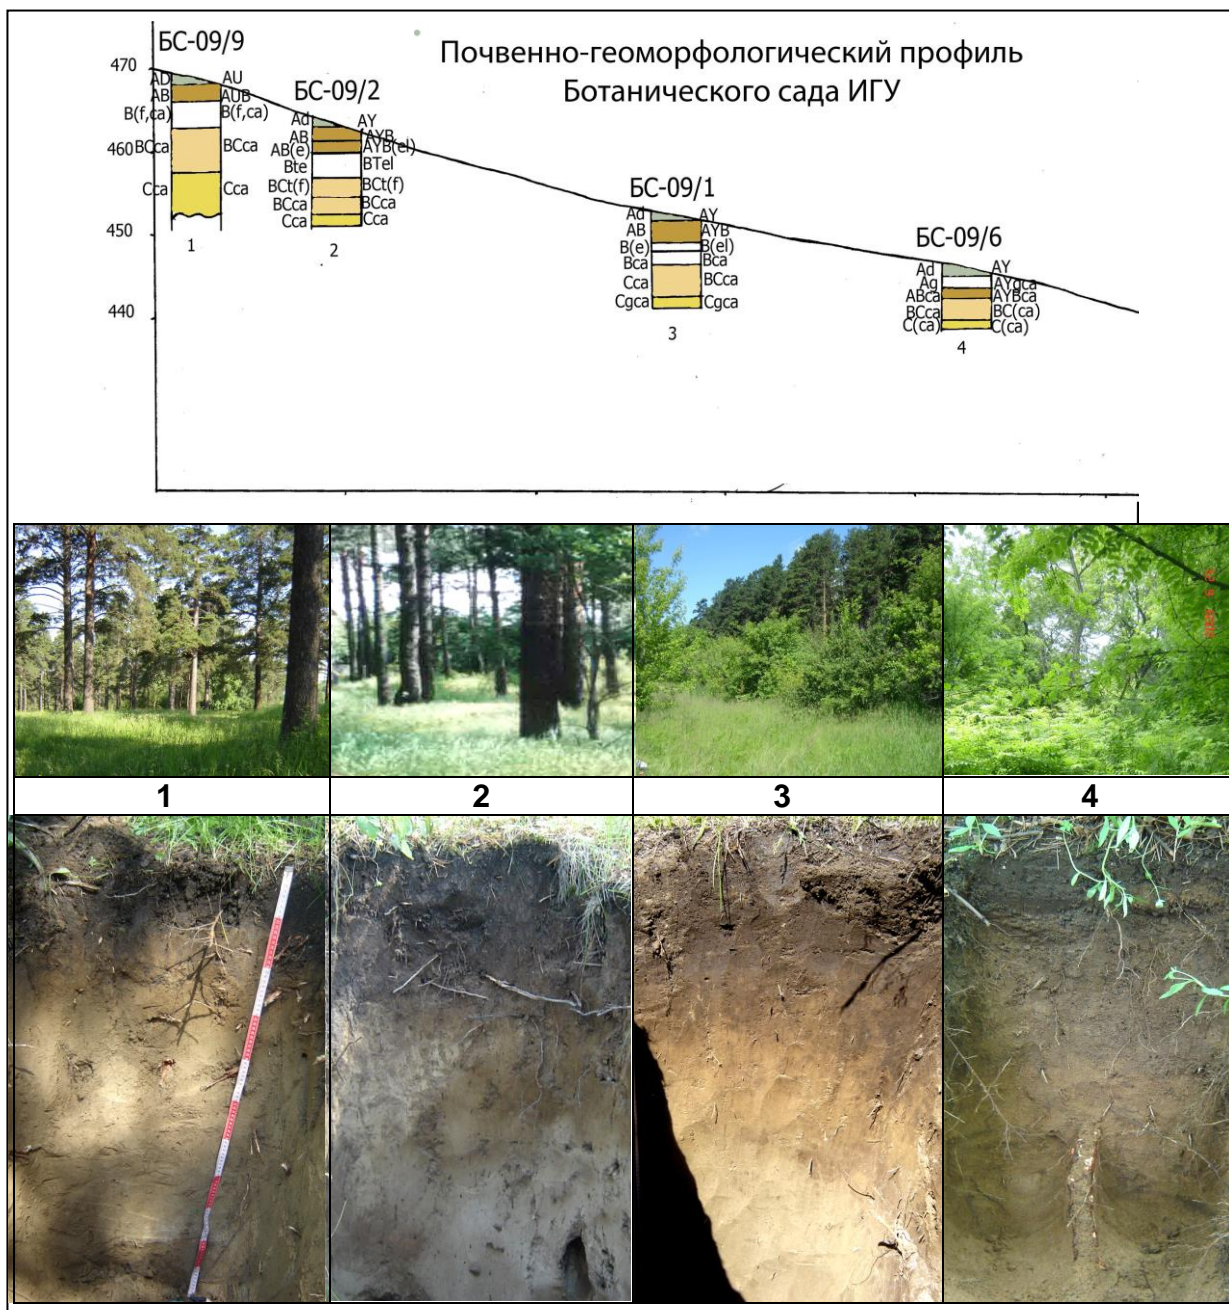 Почвенно-геоморфологический профиль
Ботанического сада ИГУ
470
460
450
440
БС-09/9
AD AU
AB AUB
B(f,ca) B(f,ca)
BCca BCca
Cca Cca
1
БС-09/2
Ad AY
AB AYB
AB(e) AYB(el)
Bte BTel
BCt(f) BCt(f)
BCca BCca
Cca Cca
2
БС-09/1
Ad AY
AB AYB
B(e) B(el)
Bca Bca
Cca BCca
Cgca Cgca
3
БС-09/6
Ad AY
Ag AYgca
ABca AYBca
BCca BC(ca)
C(ca) C(ca)
4
1 2 3 4